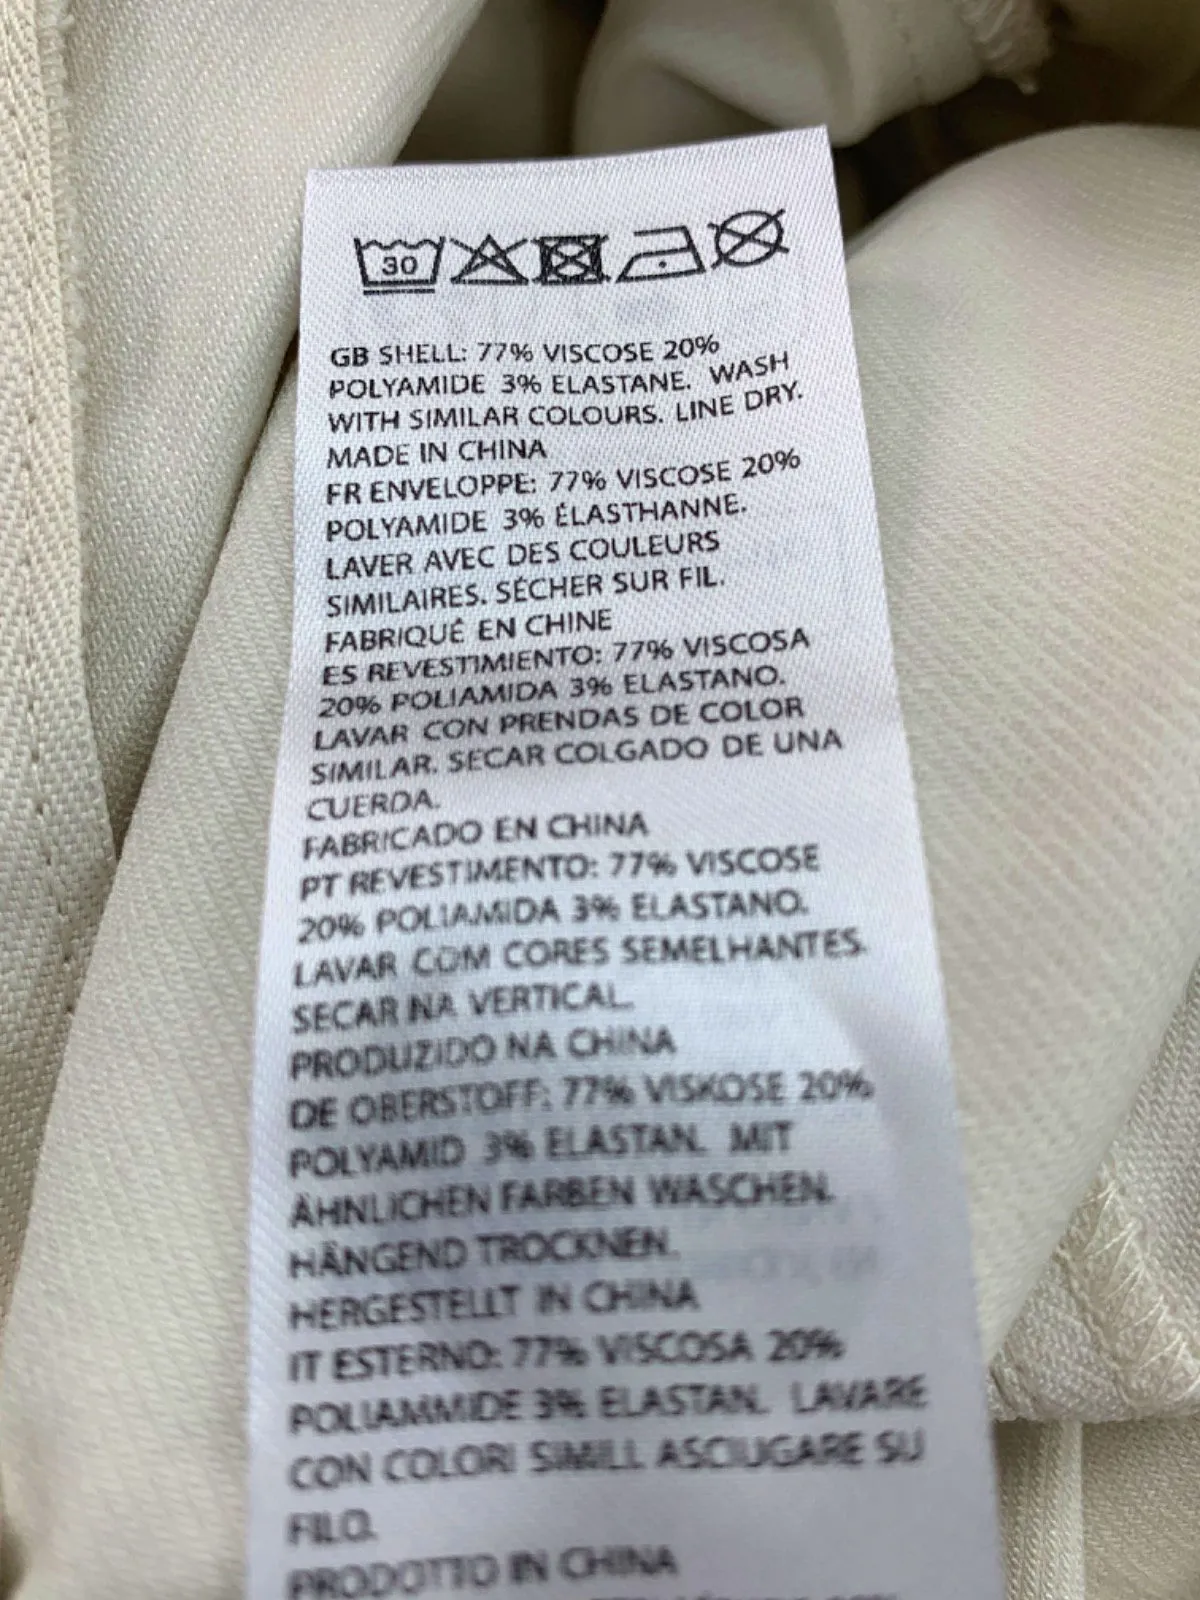 30
GB SHELL: 77% VISCOSE 20%
POLYAMIDE 3% ELASTANE. WASH
WITH SIMILAR COLOURS. LINE DRY.
MADE IN CHINA
FR ENVELOPPE: 77% VISCOSE 20%
POLYAMIDE 3% ÉLASTHANNE.
LAVER AVEC DES COULEURS
SIMILAIRES. SÉCHER SUR FIL.
FABRIQUÉ EN CHINE
ES REVESTIMIENTO: 77% VISCOSA
20% POLIAMIDA 3% ELASTANO.
LAVAR CON PRENDAS DE COLOR
SIMILAR. SECAR COLGADO DE UNA
CUERDA.
FABRICADO EN CHINA
PT REVESTIMENTO: 77% VISCOSE
20% POLIAMIDA 3% ELASTANO.
LAVAR COM CORES SEMELHANTES.
SECAR NA VERTICAL.
PRODUZIDO NA CHINA
DE OBERSTOFF: 77% VISKOSE 20%
POLYAMID 3% ELASTAN. MIT
ÄHNLICHEN FARBEN WASCHEN.
HÄNGEND TROCKNEN.
HERGESTELLT IN CHINA
IT ESTERNO: 77% VISCOSA 20%
POLIAMMIDE 3% ELASTAN. LAVARE
CON COLORI SIMILI. ASCIUGARE SU
FILO.
PRODOTTO IN CHINA